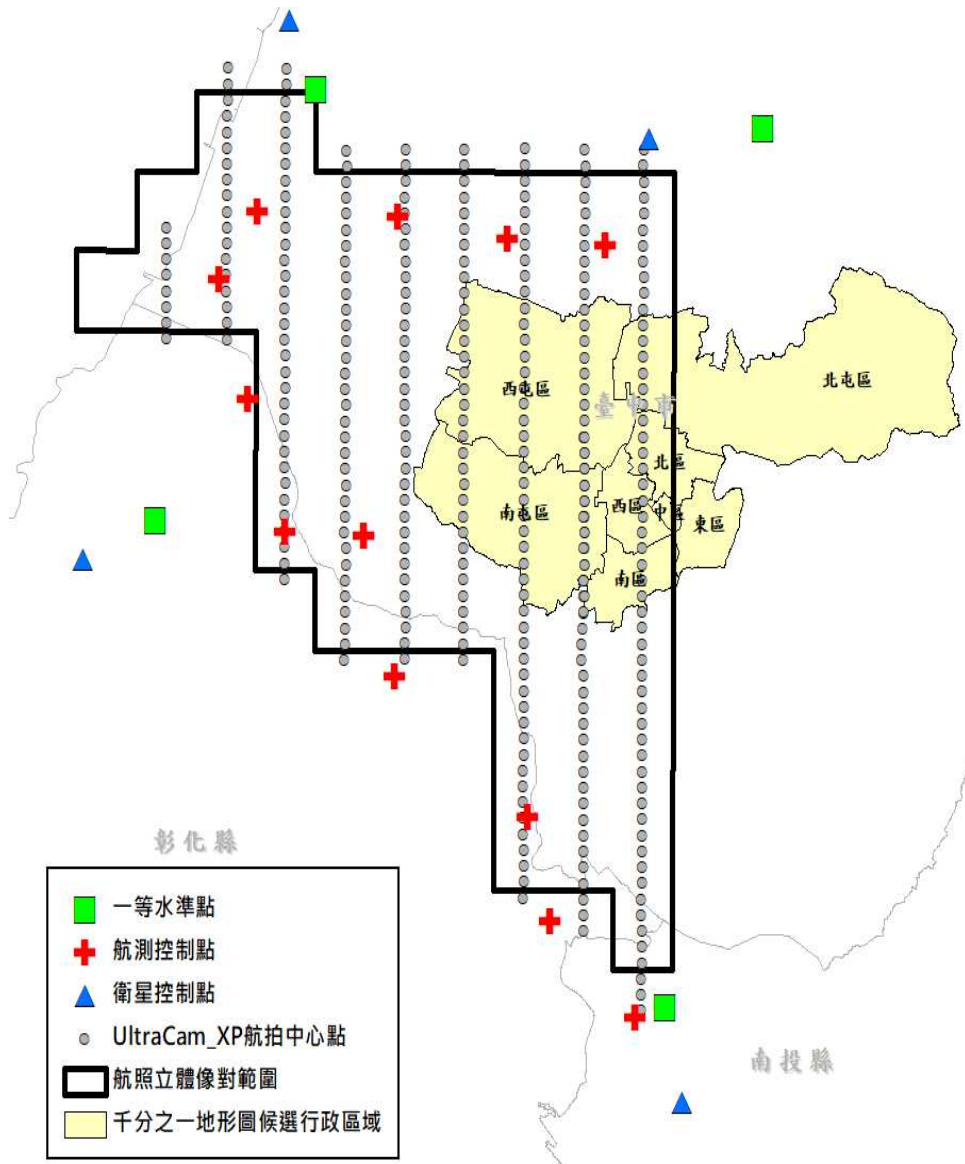 北屯區
西屯區
臺中市
北區
西區
中區
東區
南屯區
南區
彰化縣
一等水準點
航測控制點
衛星控制點
UltraCam_XP航拍中心點
航照立體像對範圍
千分之一地形圖候選行政區域
南投縣